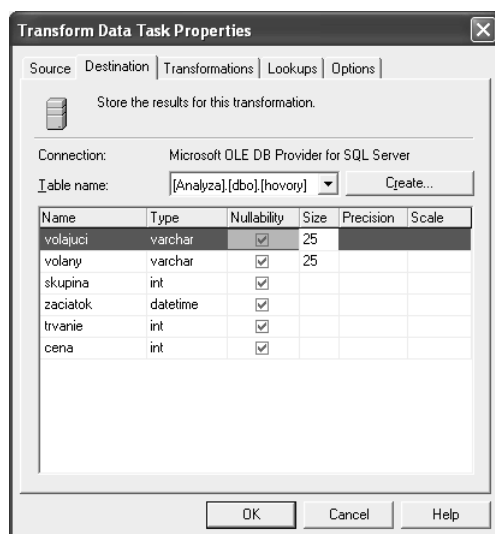 Transform Data Task Properties
Source Destination Transformations Lookups Options
Store the results for this transformation.
Connection: Microsoft OLE DB Provider for SQL Server
Table name: [Analyza].[dbo].[hovory] Create...
Name Type Nullability Size Precision Scale
volajuci varchar 25
volany varchar 25
skupina int
zaciatok datetime
trvanie int
cena int
OK Cancel Help